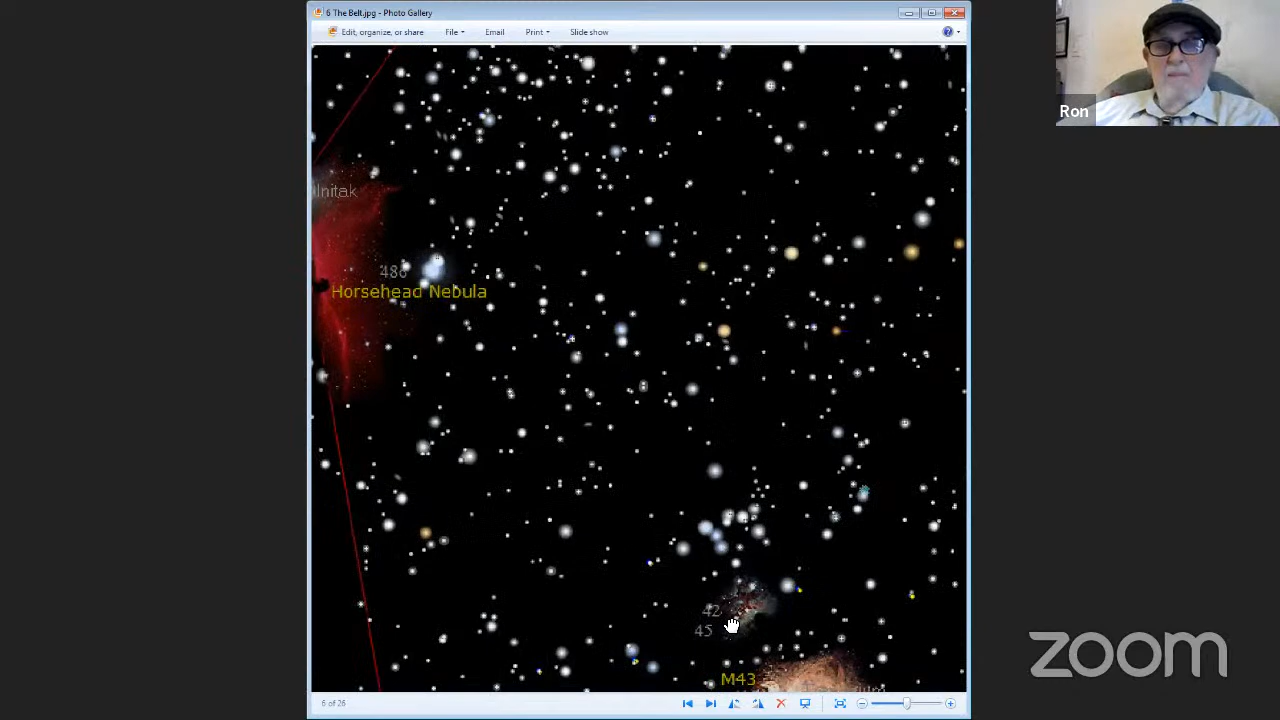 6 The Belt.jpg - Photo Gallery
Edit, organize, or share File Email Print Slide show
Ron
lnitak
486
Horsehead Nebula
42
45
M43
6 of 26
zoom